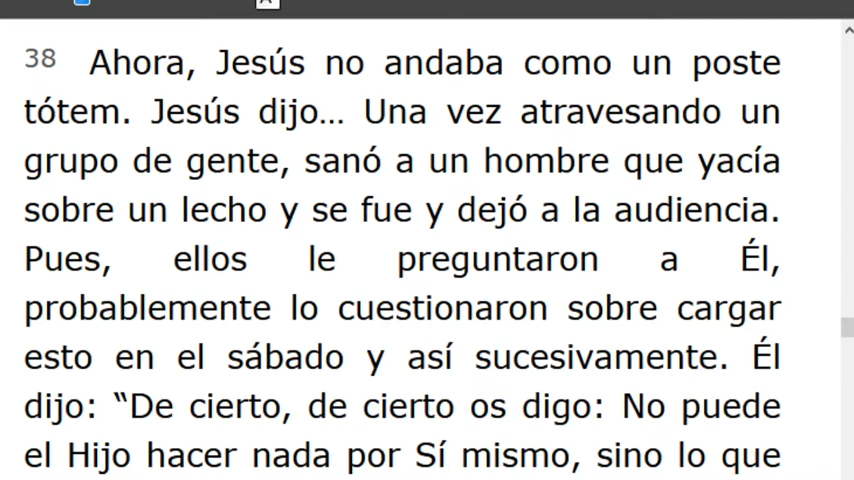 38 Ahora, Jesús no andaba como un poste
tótem. Jesús dijo... Una vez atravesando un
grupo de gente, sanó a un hombre que yacía
sobre un lecho y se fue y dejó a la audiencia.
Pues, ellos le preguntaron a Él,
probablemente lo cuestionaron sobre cargar
esto en el sábado y así sucesivamente. Él
dijo: “De cierto, de cierto os digo: No puede
el Hijo hacer nada por Sí mismo, sino lo que